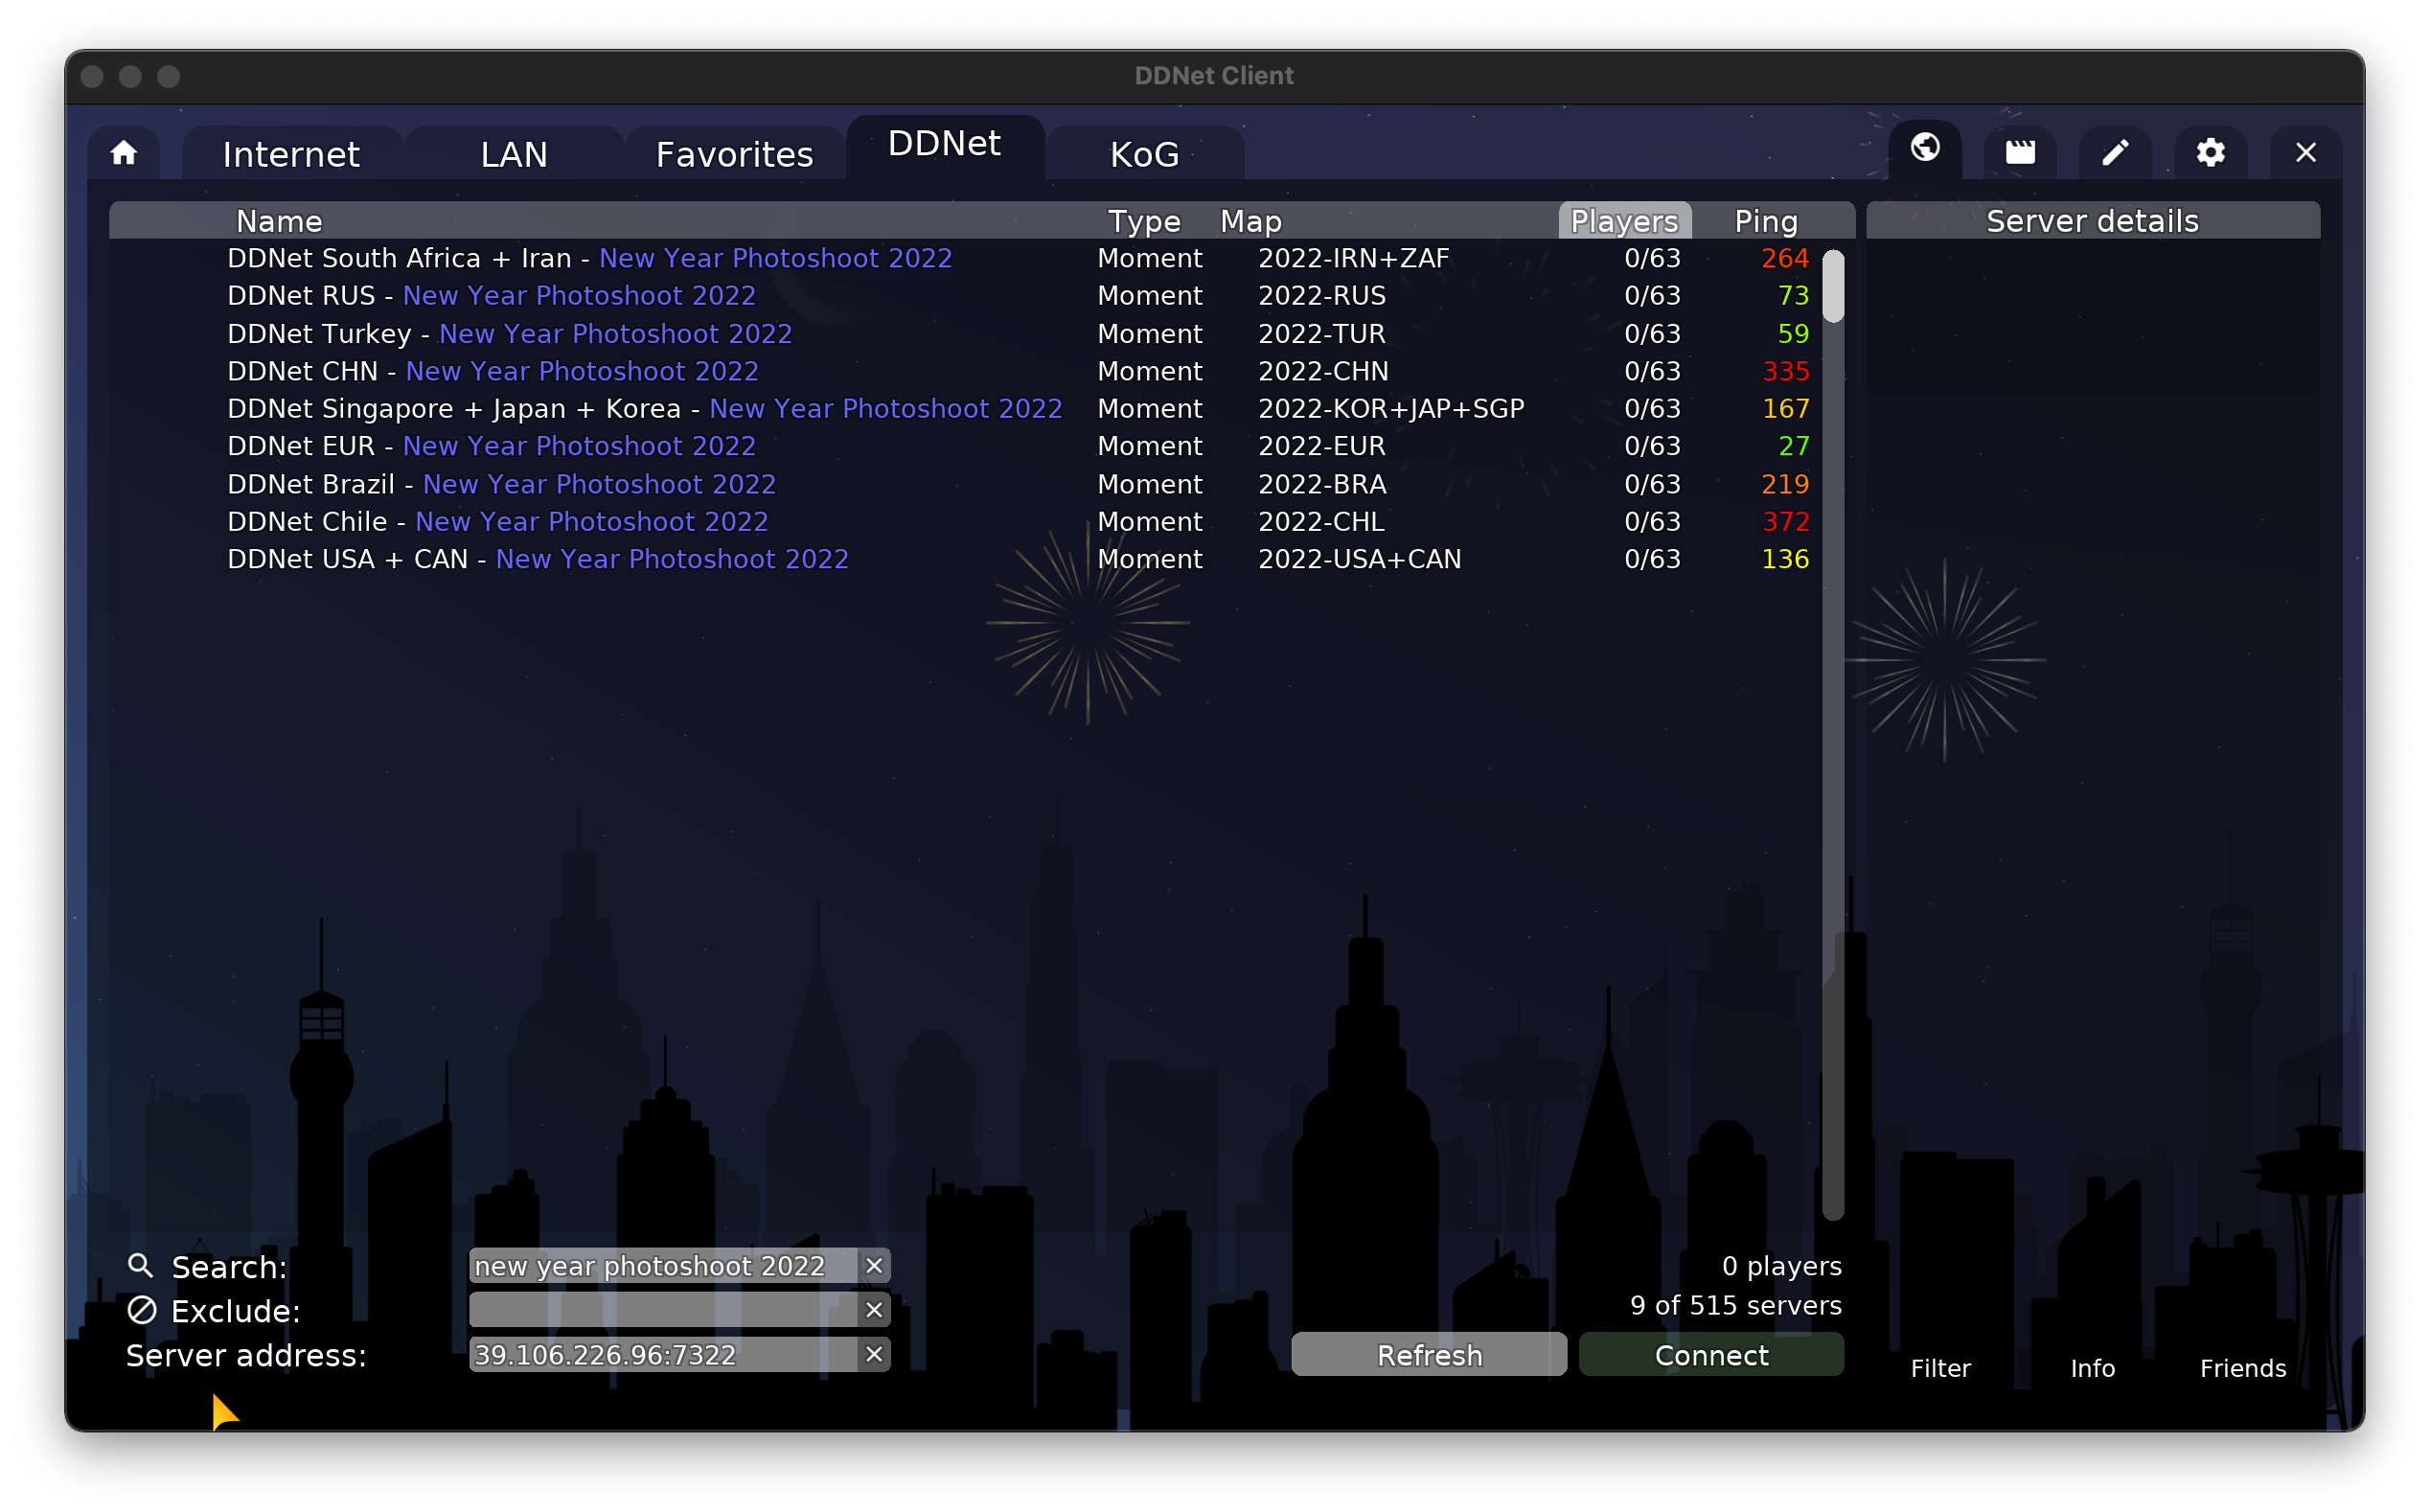 DDNet Client
Internet LAN Favorites DDNet KoG
Name Type Map Players Ping Server details
DDNet South Africa + Iran - New Year Photoshoot 2022 Moment 2022-IRN+ZAF 0/63 264
DDNet RUS - New Year Photoshoot 2022 Moment 2022-RUS 0/63 73
DDNet Turkey - New Year Photoshoot 2022 Moment 2022-TUR 0/63 59
DDNet CHN - New Year Photoshoot 2022 Moment 2022-CHN 0/63 335
DDNet Singapore + Japan + Korea - New Year Photoshoot 2022 Moment 2022-KOR+JAP+SGP 0/63 167
DDNet EUR - New Year Photoshoot 2022 Moment 2022-EUR 0/63 27
DDNet Brazil - New Year Photoshoot 2022 Moment 2022-BRA 0/63 219
DDNet Chile - New Year Photoshoot 2022 Moment 2022-CHL 0/63 372
DDNet USA + CAN - New Year Photoshoot 2022 Moment 2022-USA+CAN 0/63 136
Search: new year photoshoot 2022 0 players
Exclude: 9 of 515 servers
Server address: 39.106.226.96:7322 Refresh Connect
Filter Info Friends